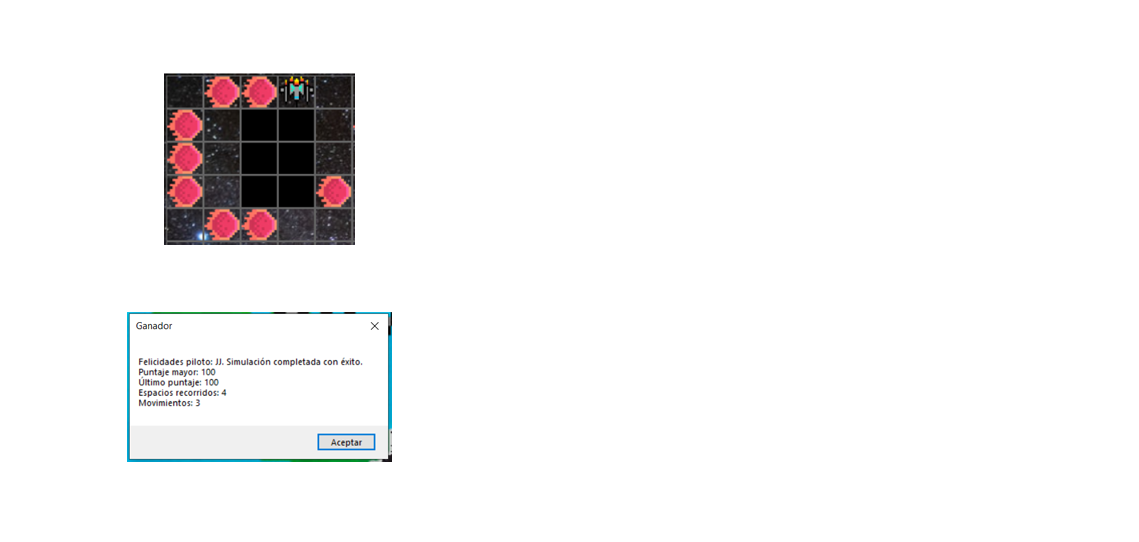 Ganador
Felicidades piloto: JJ. Simulación completada con éxito.
Puntaje mayor: 100
Último puntaje: 100
Espacios recorridos: 4
Movimientos: 3
Aceptar